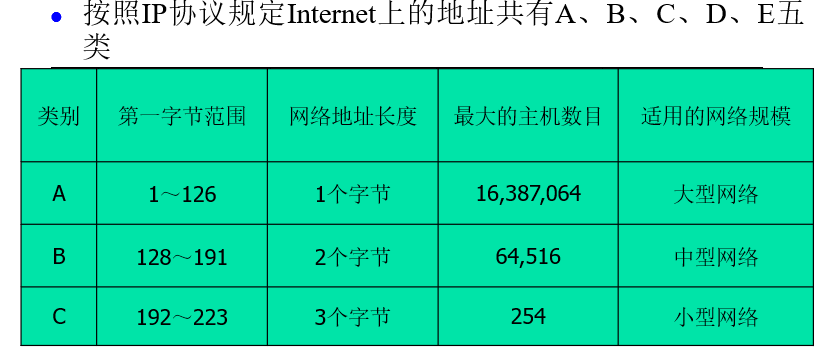 按照IP协议规定Internet上的地址共有A、B、C、D、E五
类
类别 第一字节范围 网络地址长度 最大的主机数目 适用的网络规模
A 1～126 1个字节 16,387,064 大型网络
B 128～191 2个字节 64,516 中型网络
C 192～223 3个字节 254 小型网络